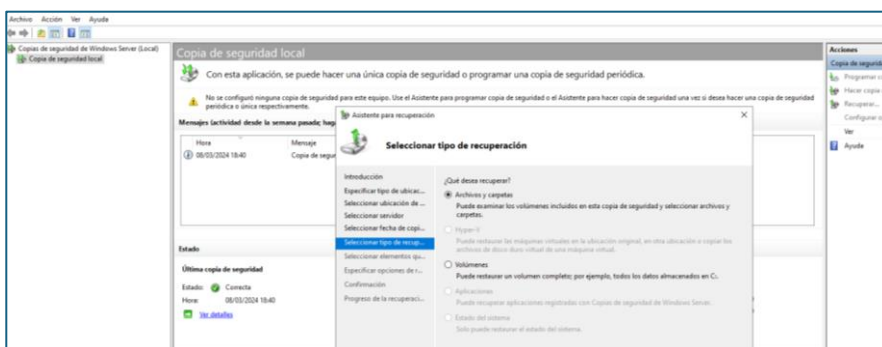 Archivo Acción Ver Ayuda
Copias de seguridad de Windows Server (Local)
Copia de seguridad local
Copia de seguridad local
Con esta aplicación, se puede hacer una única copia de seguridad o programar una copia de seguridad periódica.
No se configuró ninguna copia de seguridad para este equipo. Use el Asistente para programar copia de seguridad o el Asistente para hacer copia de seguridad una vez si desea hacer una copia de seguridad
periódica o única respectivamente.
Mensajes (actividad desde la semana pasada; hag
Hora Mensaje
08/03/2024 18:40 Copia de segur
Estado
Última copia de seguridad
Estado: Correcta
Hora: 08/03/2024 18:40
Ver detalles
Asistente para recuperación
Seleccionar tipo de recuperación
Introducción
Especificar tipo de ubicac...
Seleccionar ubicación de ...
Seleccionar servidor
Seleccionar fecha de copi...
Seleccionar tipo de recup...
Seleccionar elementos qu...
Especificar opciones de r...
Confirmación
Progreso de la recuperaci...
¿Qué desea recuperar?
Archivos y carpetas
Puede examinar los volúmenes incluidos en esta copia de seguridad y seleccionar archivos y
carpetas.
Hyper-V
Puede restaurar las máquinas virtuales en la ubicación original, en otra ubicación o copiar los
archivos de disco duro virtual de una máquina virtual.
Volúmenes
Puede restaurar un volumen completo; por ejemplo, todos los datos almacenados en C:.
Aplicaciones
Puede recuperar aplicaciones registradas con Copias de seguridad de Windows Server.
Estado del sistema
Solo puede restaurar el estado del sistema.
Acciones
Copia de segurida
Programar c
Hacer copia
Recuperar...
Configurar o
Ver
Ayuda